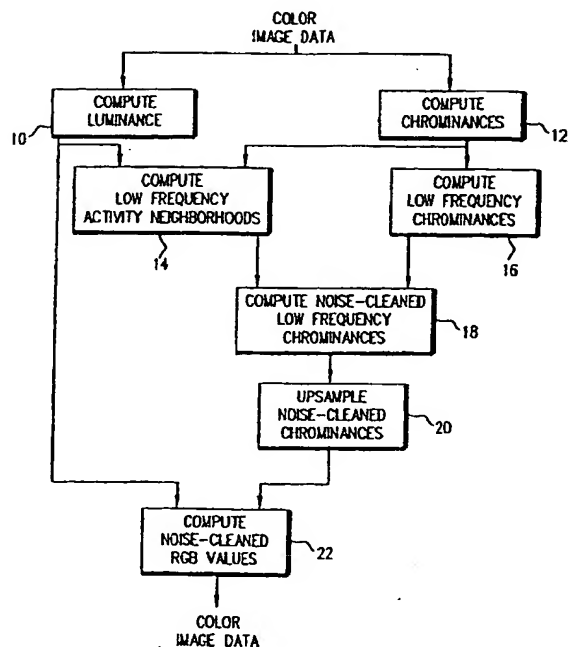 COLOR
IMAGE DATA
COMPUTE
LUMINANCE
10
COMPUTE
CHROMINANCES
12
COMPUTE
LOW FREQUENCY
ACTIVITY NEIGHBORHOODS
14
COMPUTE
LOW FREQUENCY
CHROMINANCES
16
COMPUTE NOISE-CLEANED
LOW FREQUENCY
CHROMINANCES
18
UPSAMPLE
NOISE-CLEANED
CHROMINANCES
20
COMPUTE
NOISE-CLEANED
RGB VALUES
22
COLOR
IMAGE DATA